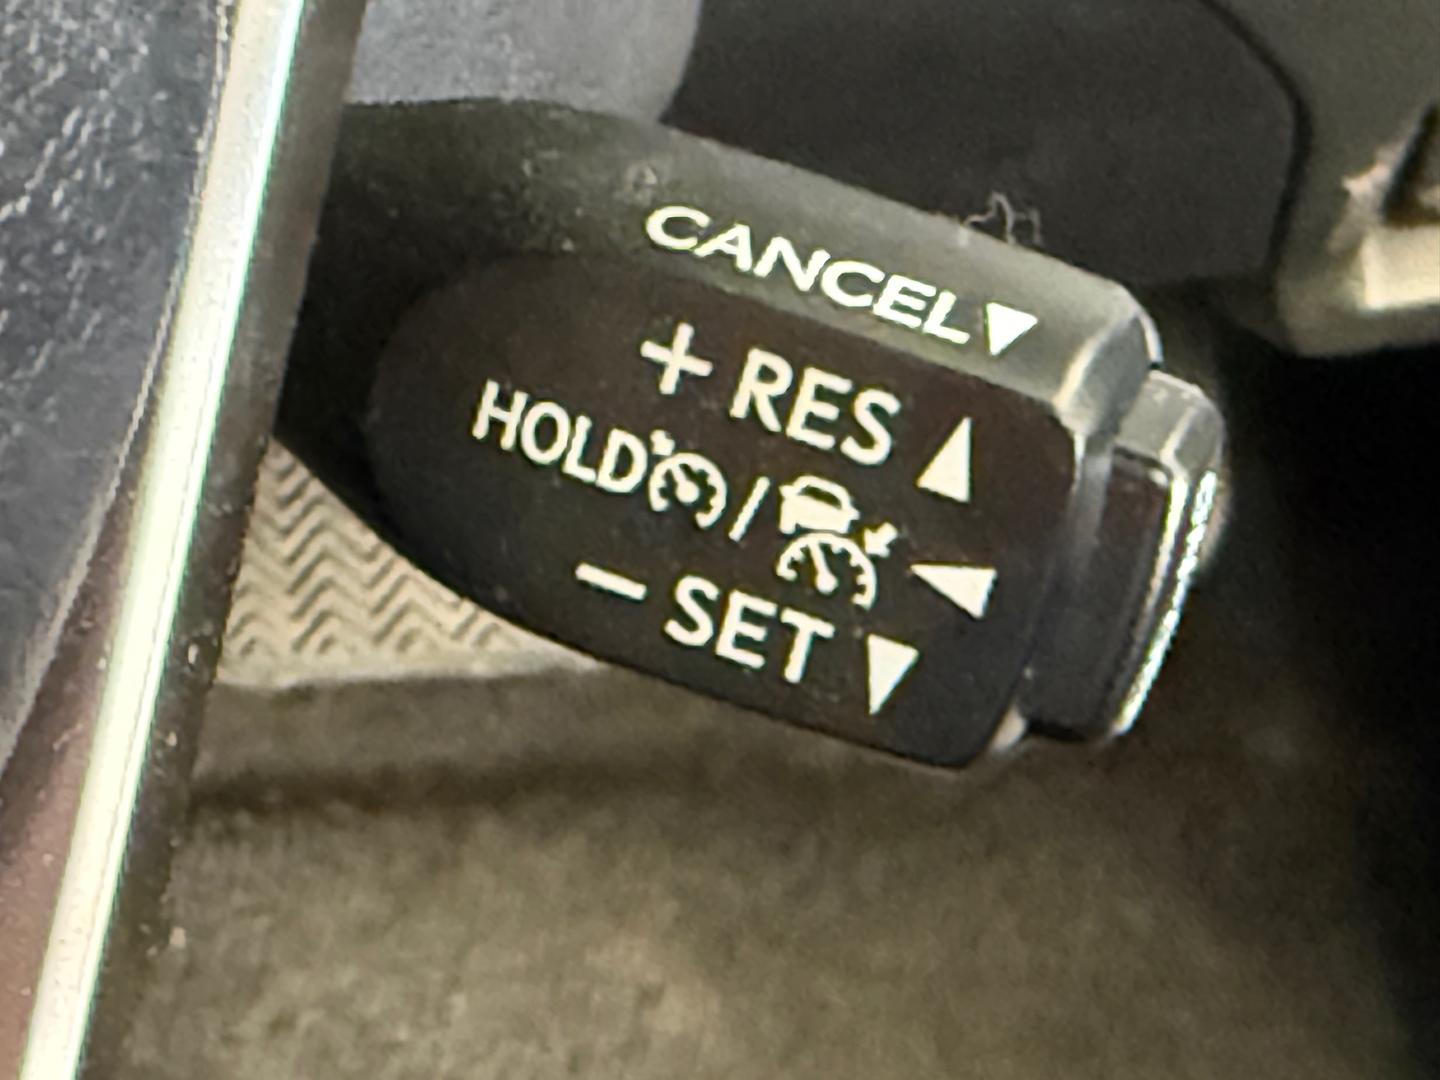 CANCEL▼
+ RES ▲
HOLD / ◀
− SET ▼